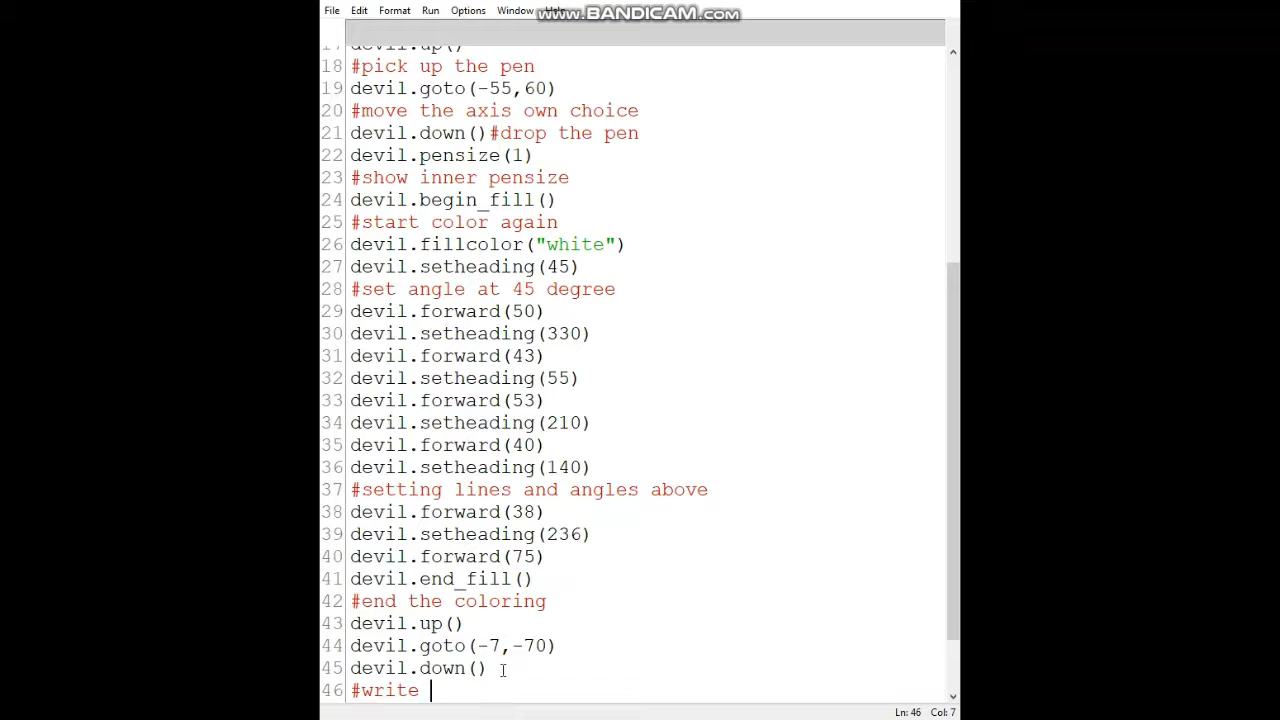 File Edit Format Run Options Window Help
www.BANDICAM.com
17 devil.up()
18 #pick up the pen
19 devil.goto(-55,60)
20 #move the axis own choice
21 devil.down()#drop the pen
22 devil.pensize(1)
23 #show inner pensize
24 devil.begin_fill()
25 #start color again
26 devil.fillcolor("white")
27 devil.setheading(45)
28 #set angle at 45 degree
29 devil.forward(50)
30 devil.setheading(330)
31 devil.forward(43)
32 devil.setheading(55)
33 devil.forward(53)
34 devil.setheading(210)
35 devil.forward(40)
36 devil.setheading(140)
37 #setting lines and angles above
38 devil.forward(38)
39 devil.setheading(236)
40 devil.forward(75)
41 devil.end_fill()
42 #end the coloring
43 devil.up()
44 devil.goto(-7,-70)
45 devil.down()
46 #write
Ln: 46 Col: 7